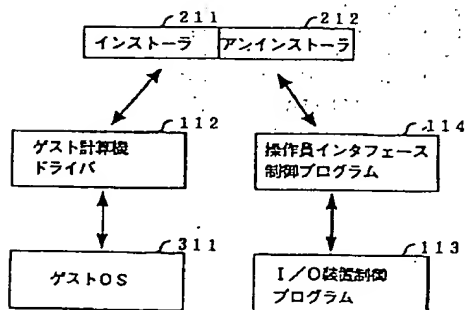 211
212
インストーラ アンインストーラ
112
114
ゲスト計算機
ドライバ
操作員インタフェース
制御プログラム
311
113
ゲストOS
I/O装置制御
プログラム